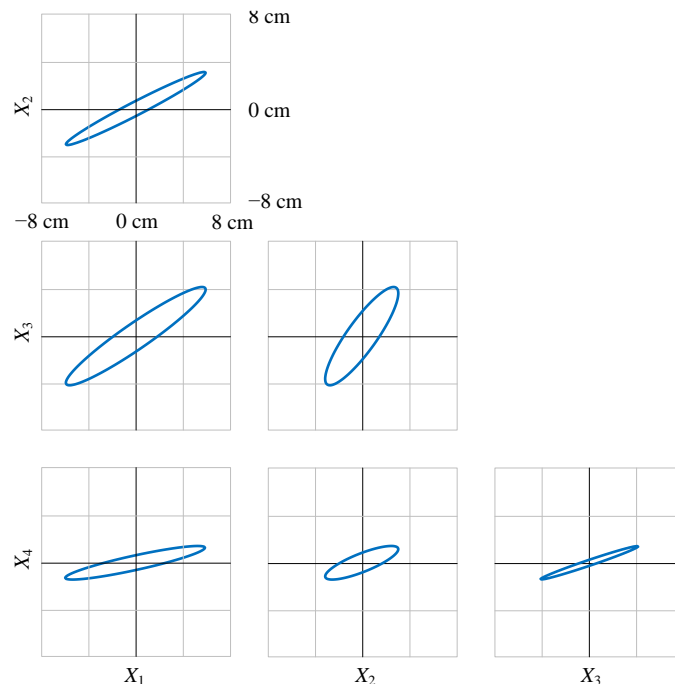 8 cm
X₂
0 cm
−8 cm
−8 cm 0 cm 8 cm
X₃
X₄
X₁ X₂ X₃